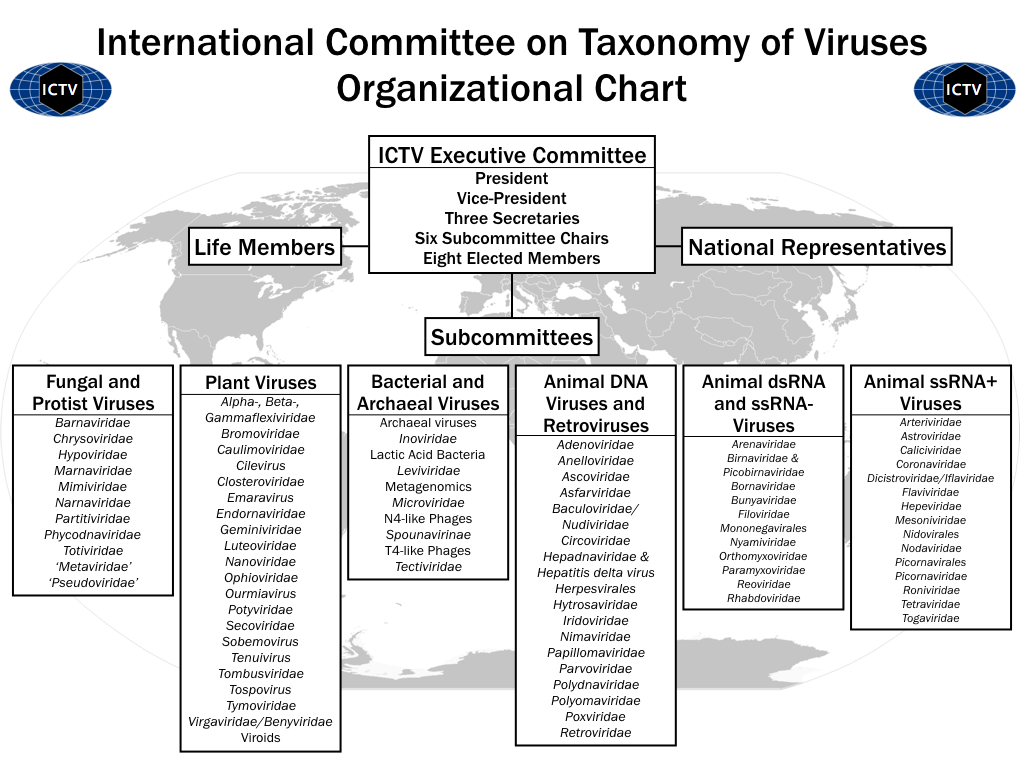 International Committee on Taxonomy of Viruses
Organizational Chart
ICTV
ICTV
ICTV Executive Committee
President
Vice-President
Three Secretaries
Six Subcommittee Chairs
Eight Elected Members
Life Members
National Representatives
Subcommittees
Fungal and
Protist Viruses
Barnaviridae
Chrysoviridae
Hypoviridae
Marnaviridae
Mimiviridae
Narnaviridae
Partitiviridae
Phycodnaviridae
Totiviridae
‘Metaviridae’
‘Pseudoviridae’
Plant Viruses
Alpha-, Beta-,
Gammaflexiviridae
Bromoviridae
Caulimoviridae
Cilevirus
Closteroviridae
Emaravirus
Endornaviridae
Geminiviridae
Luteoviridae
Nanoviridae
Ophioviridae
Ourmiavirus
Potyviridae
Secoviridae
Sobemovirus
Tenuivirus
Tombusviridae
Tospovirus
Tymoviridae
Virgaviridae/Benyviridae
Viroids
Bacterial and
Archaeal Viruses
Archaeal viruses
Inoviridae
Lactic Acid Bacteria
Leviviridae
Metagenomics
Microviridae
N4-like Phages
Spounavirinae
T4-like Phages
Tectiviridae
Animal DNA
Viruses and
Retroviruses
Adenoviridae
Anelloviridae
Ascoviridae
Asfarviridae
Baculoviridae/
Nudiviridae
Circoviridae
Hepadnaviridae &
Hepatitis delta virus
Herpesvirales
Hytrosaviridae
Iridoviridae
Nimaviridae
Papillomaviridae
Parvoviridae
Polydnaviridae
Polyomaviridae
Poxviridae
Retroviridae
Animal dsRNA
and ssRNA-
Viruses
Arenaviridae
Birnaviridae &
Picobirnaviridae
Bornaviridae
Bunyaviridae
Filoviridae
Mononegavirales
Nyamiviridae
Orthomyxoviridae
Paramyxoviridae
Reoviridae
Rhabdoviridae
Animal ssRNA+
Viruses
Arteriviridae
Astroviridae
Caliciviridae
Coronaviridae
Dicistroviridae/Iflaviridae
Flaviviridae
Hepeviridae
Mesoniviridae
Nidovirales
Nodaviridae
Picornavirales
Picornaviridae
Roniviridae
Tetraviridae
Togaviridae